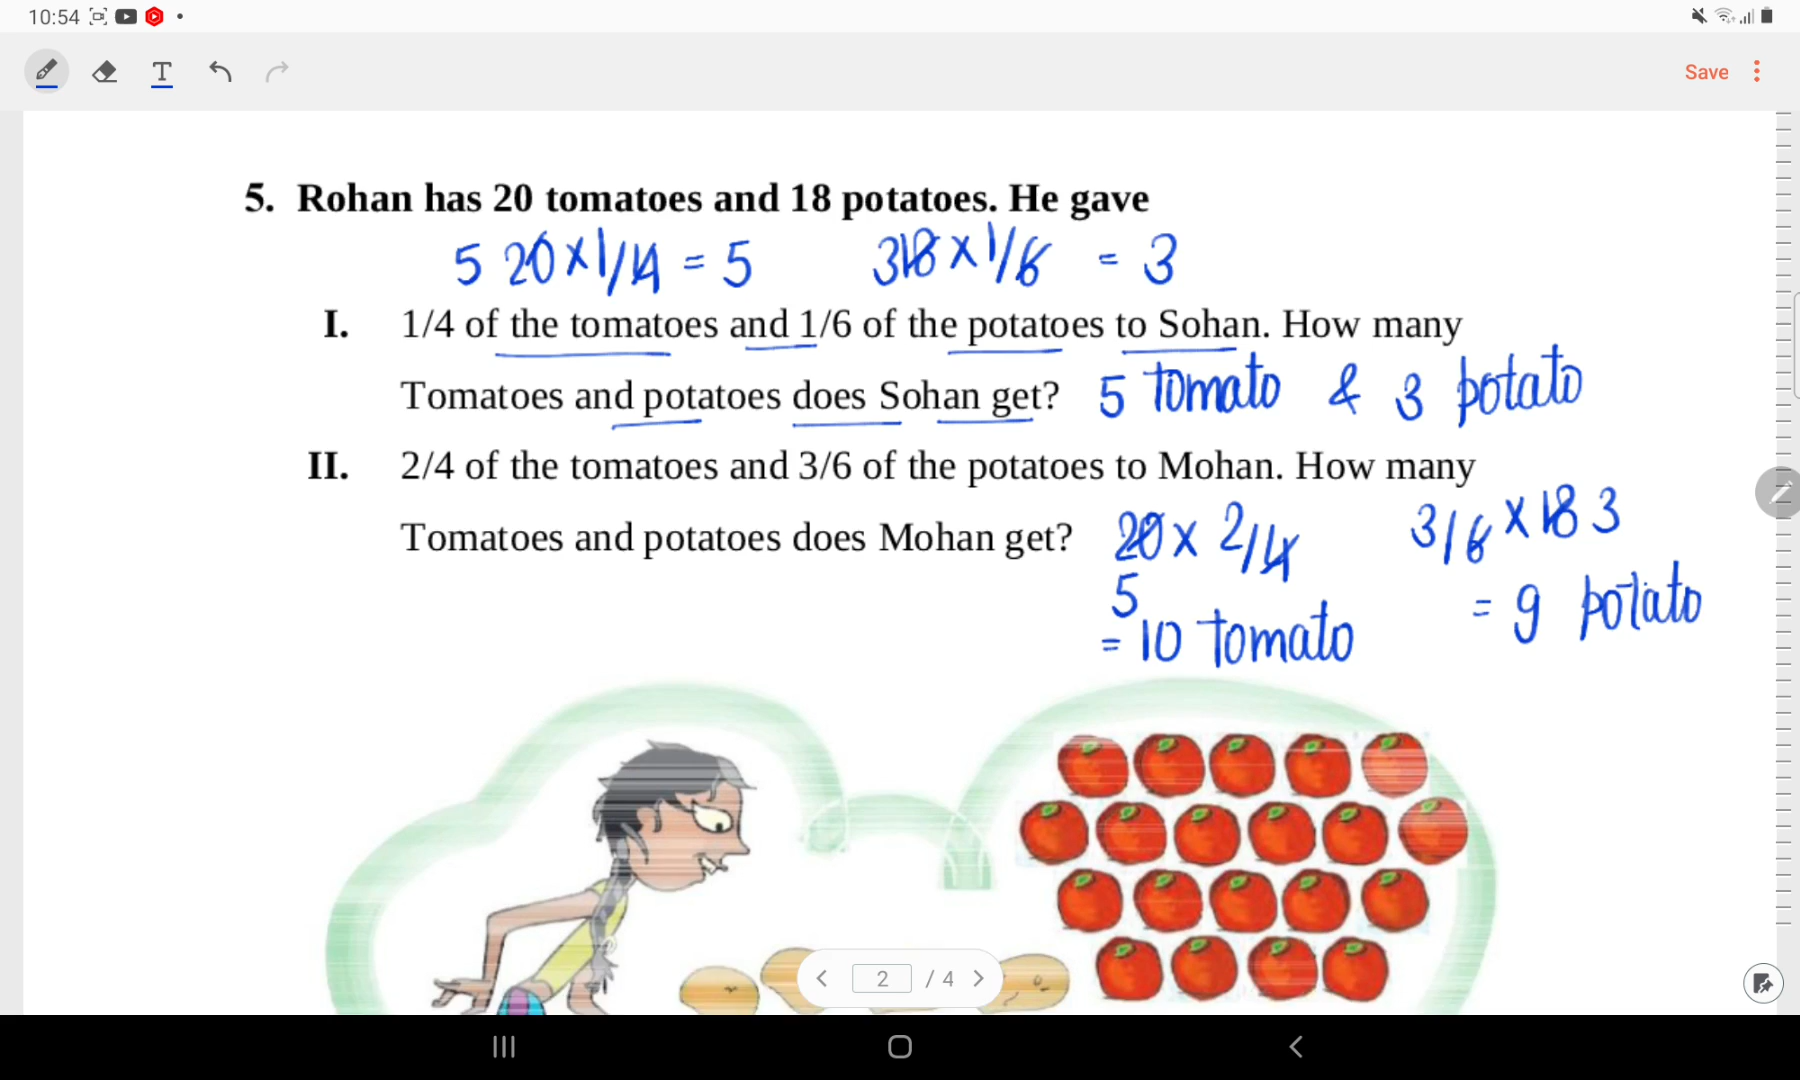 10:54
Save
5. Rohan has 20 tomatoes and 18 potatoes. He gave
5 20 x 1/4 = 5 3 18 x 1/6 = 3
I. 1/4 of the tomatoes and 1/6 of the potatoes to Sohan. How many
Tomatoes and potatoes does Sohan get? 5 tomato & 3 potato
II. 2/4 of the tomatoes and 3/6 of the potatoes to Mohan. How many
Tomatoes and potatoes does Mohan get? 20 x 2/4 3/6 x 18 3
5
= 10 tomato = 9 potato
2 / 4